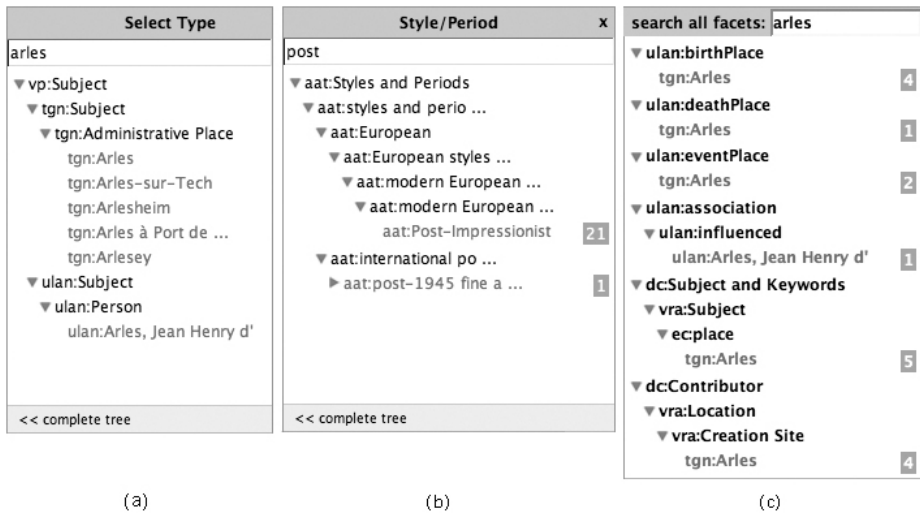 Select Type
arles
vp:Subject
tgn:Subject
tgn:Administrative Place
tgn:Arles
tgn:Arles-sur-Tech
tgn:Arlesheim
tgn:Arles à Port de ...
tgn:Arlesey
ulan:Subject
ulan:Person
ulan:Arles, Jean Henry d'
<< complete tree
(a)
Style/Period x
post
aat:Styles and Periods
aat:styles and perio ...
aat:European
aat:European styles ...
aat:modern European ...
aat:modern European ...
aat:Post-Impressionist 21
aat:international po ...
aat:post-1945 fine a ... 1
<< complete tree
(b)
search all facets: arles
ulan:birthPlace
tgn:Arles 4
ulan:deathPlace
tgn:Arles 1
ulan:eventPlace
tgn:Arles 2
ulan:association
ulan:influenced
ulan:Arles, Jean Henry d' 1
dc:Subject and Keywords
vra:Subject
ec:place
tgn:Arles 5
dc:Contributor
vra:Location
vra:Creation Site
tgn:Arles 4
(c)